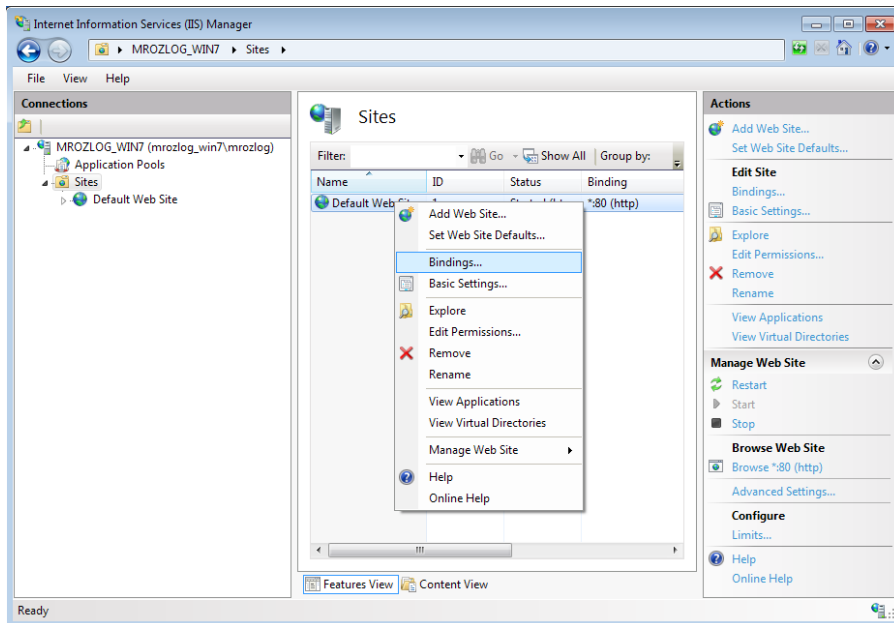 Internet Information Services (IIS) Manager
MROZLOG_WIN7 Sites
File View Help
Connections
MROZLOG_WIN7 (mrozlog_win7\mrozlog)
Application Pools
Sites
Default Web Site
Sites
Filter: Go Show All Group by:
Name ID Status Binding
Default Web *:80 (http)
Add Web Site...
Set Web Site Defaults...
Bindings...
Basic Settings...
Explore
Edit Permissions...
Remove
Rename
View Applications
View Virtual Directories
Manage Web Site
Help
Online Help
Features View Content View
Actions
Add Web Site...
Set Web Site Defaults...
Edit Site
Bindings...
Basic Settings...
Explore
Edit Permissions...
Remove
Rename
View Applications
View Virtual Directories
Manage Web Site
Restart
Start
Stop
Browse Web Site
Browse *:80 (http)
Advanced Settings...
Configure
Limits...
Help
Online Help
Ready